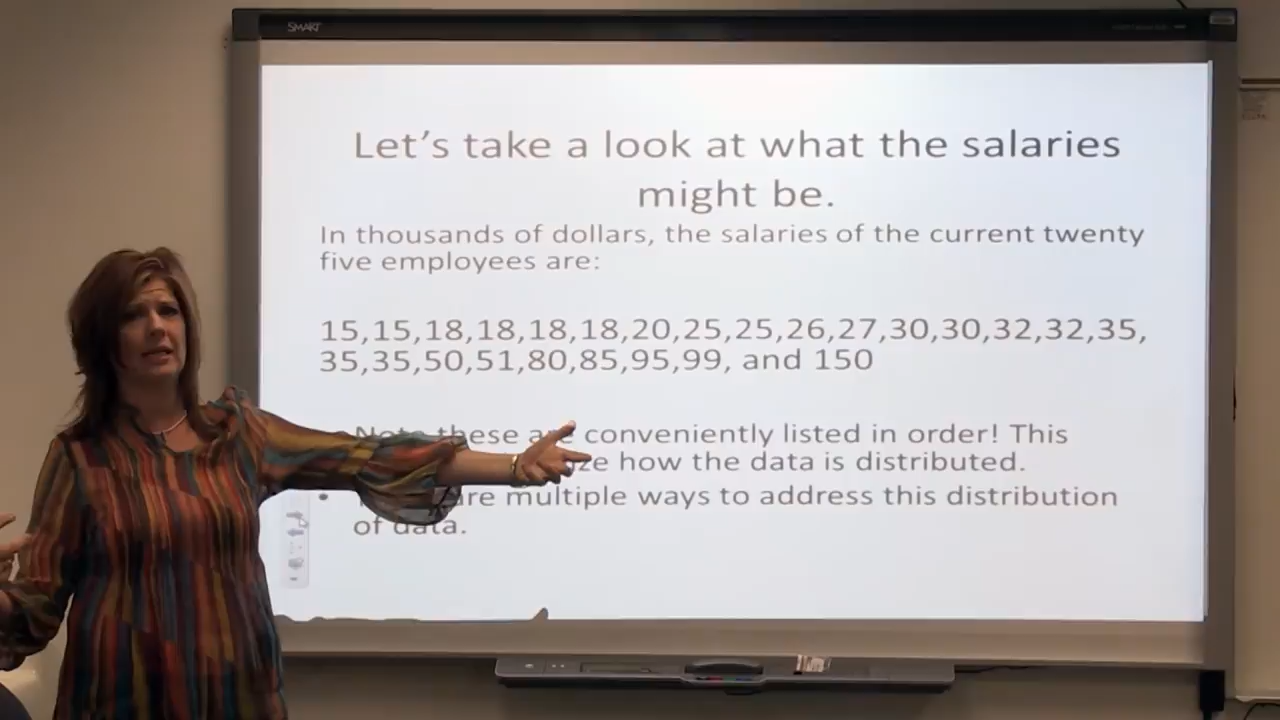 SMART
Let's take a look at what the salaries
might be.
In thousands of dollars, the salaries of the current twenty
five employees are:
15,15,18,18,18,18,20,25,25,26,27,30,30,32,32,35,
35,35,50,51,80,85,95,99, and 150
Note these are conveniently listed in order! This
how the data is distributed.
• are multiple ways to address this distribution
of data.